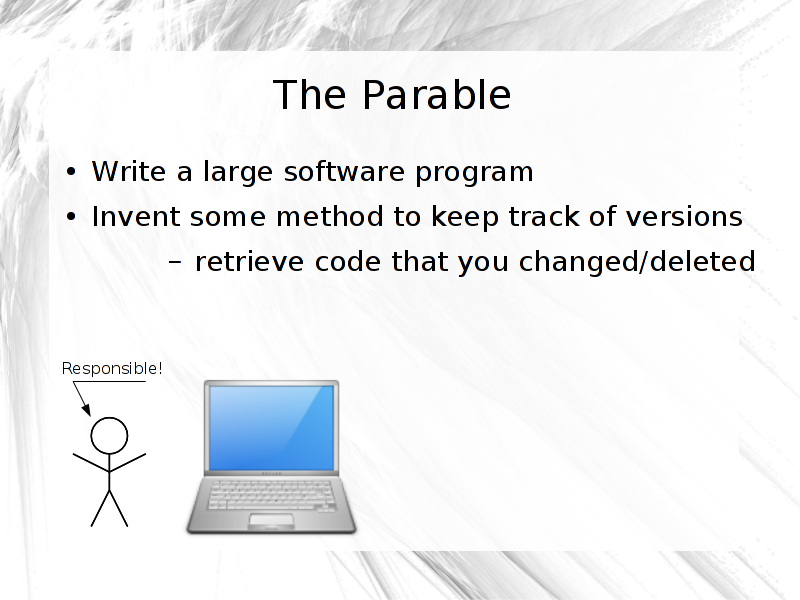 The Parable
• Write a large software program
• Invent some method to keep track of versions
– retrieve code that you changed/deleted
Responsible!